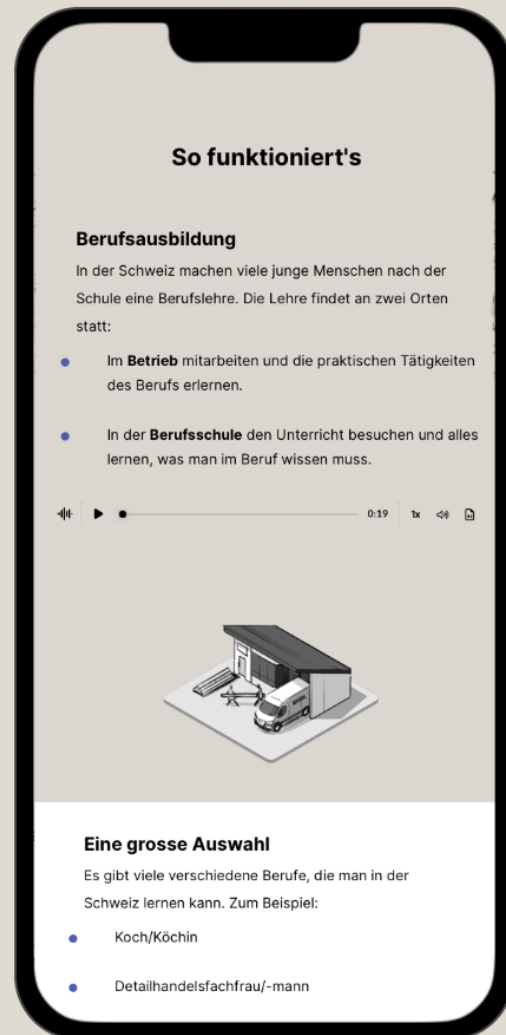 So funktioniert's
Berufsausbildung
In der Schweiz machen viele junge Menschen nach der
Schule eine Berufslehre. Die Lehre findet an zwei Orten
statt:
Im Betrieb mitarbeiten und die praktischen Tätigkeiten
des Berufs erlernen.
In der Berufsschule den Unterricht besuchen und alles
lernen, was man im Beruf wissen muss.
0:19 1x
Eine grosse Auswahl
Es gibt viele verschiedene Berufe, die man in der
Schweiz lernen kann. Zum Beispiel:
Koch/Köchin
Detailhandelsfachfrau/-mann